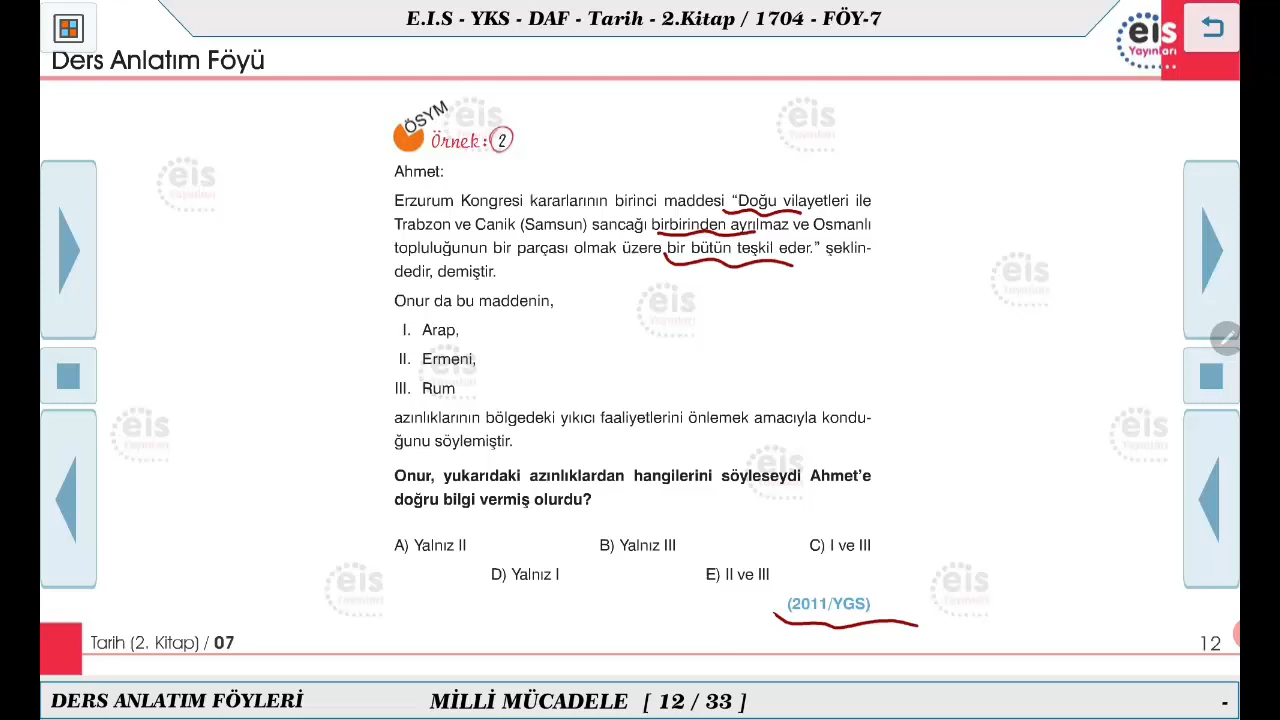 E.I.S - YKS - DAF - Tarih - 2.Kitap / 1704 - FÖY-7
eis
Yayınları
Ders Anlatım Föyü
ÖSYM
Örnek: 2
Ahmet:
Erzurum Kongresi kararlarının birinci maddesi “Doğu vilayetleri ile
Trabzon ve Canik (Samsun) sancağı birbirinden ayrılmaz ve Osmanlı
topluluğunun bir parçası olmak üzere bir bütün teşkil eder.” şeklin-
dedir, demiştir.
Onur da bu maddenin,
I. Arap,
II. Ermeni,
III. Rum
azınlıklarının bölgedeki yıkıcı faaliyetlerini önlemek amacıyla kondu-
ğunu söylemiştir.
Onur, yukarıdaki azınlıklardan hangilerini söyleseydi Ahmet’e
doğru bilgi vermiş olurdu?
A) Yalnız II B) Yalnız III C) I ve III
D) Yalnız I E) II ve III
(2011/YGS)
Tarih (2. Kitap) / 07
12
DERS ANLATIM FÖYLERİ MİLLİ MÜCADELE [ 12 / 33 ] -